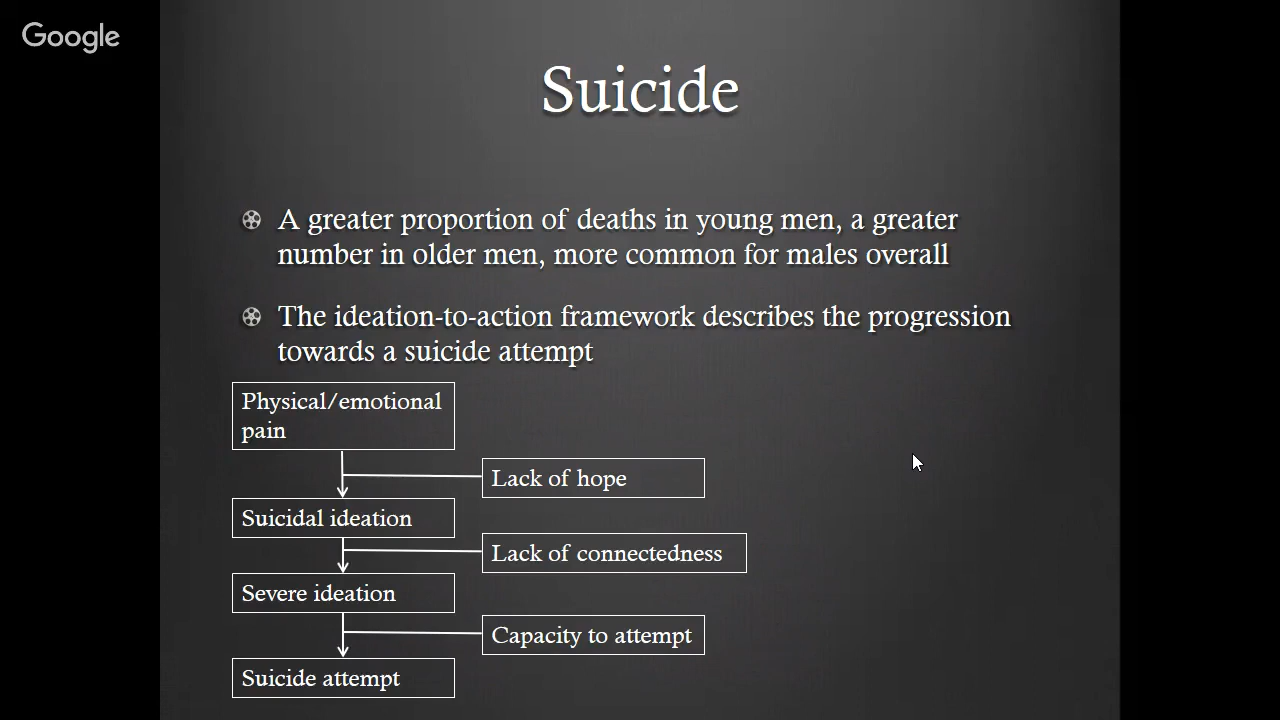 Google
Suicide
A greater proportion of deaths in young men, a greater
number in older men, more common for males overall
The ideation-to-action framework describes the progression
towards a suicide attempt
Physical/emotional
pain
Lack of hope
Suicidal ideation
Lack of connectedness
Severe ideation
Capacity to attempt
Suicide attempt